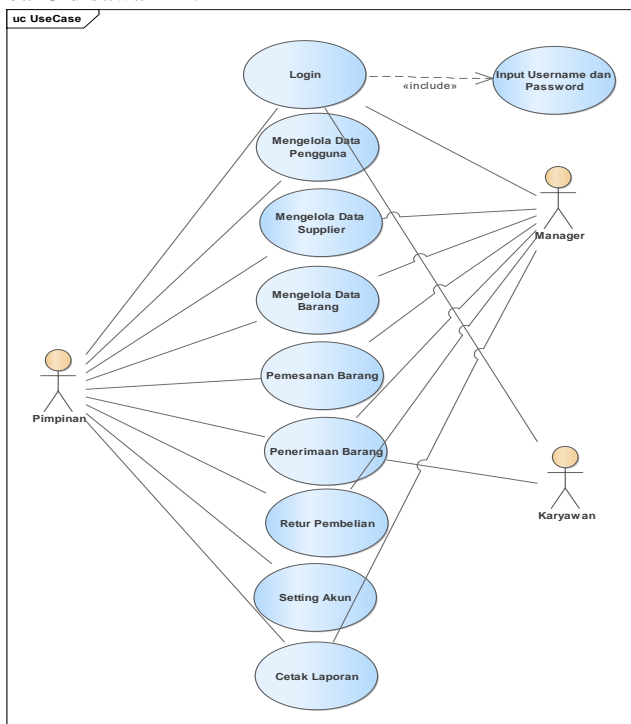 uc UseCase
Login
«include»
Input Username dan
Password
Mengelola Data
Pengguna
Mengelola Data
Supplier
Manager
Mengelola Data
Barang
Pemesanan Barang
Pimpinan
Penerimaan Barang
Karyawan
Retur Pembelian
Setting Akun
Cetak Laporan